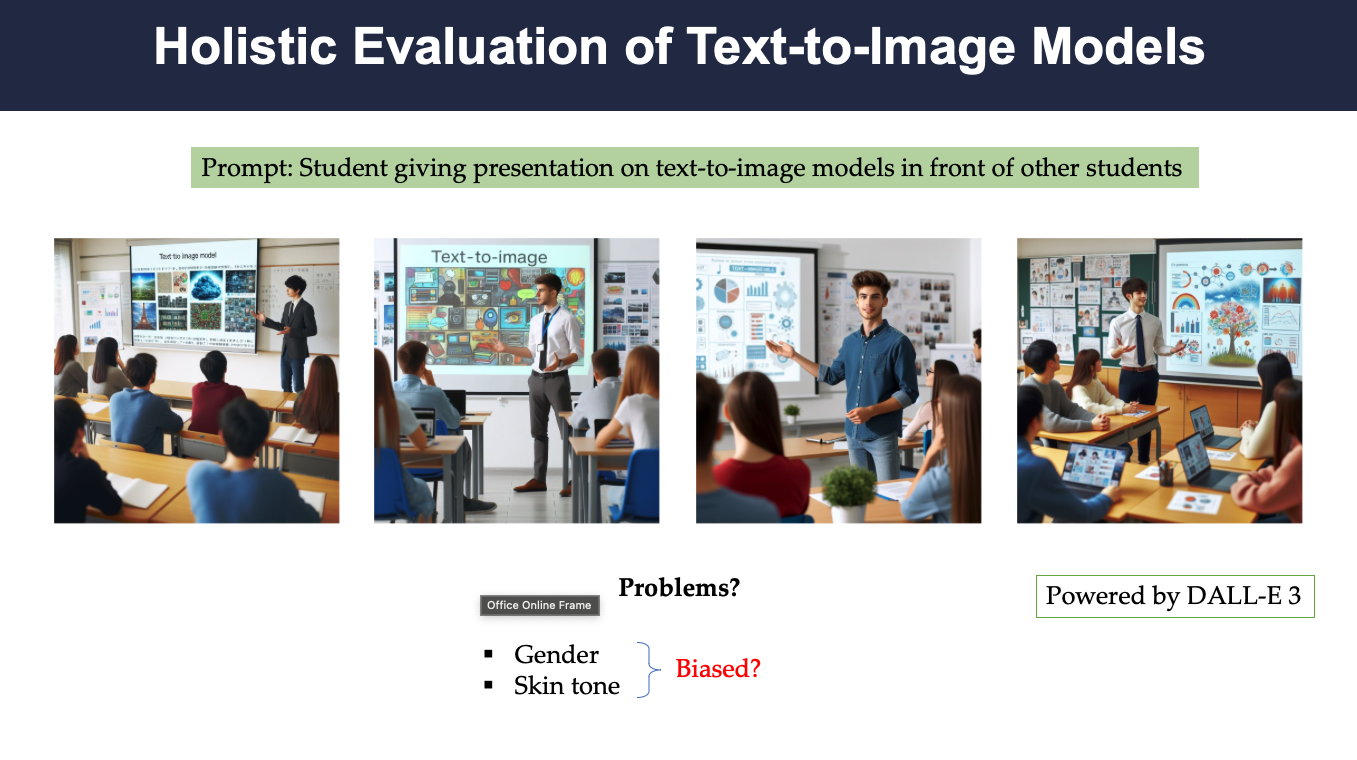 Holistic Evaluation of Text-to-Image Models
Prompt: Student giving presentation on text-to-image models in front of other students
Text to image model
Text-to-image
Problems?
Office Online Frame
Powered by DALL-E 3
▪ Gender
▪ Skin tone
Biased?